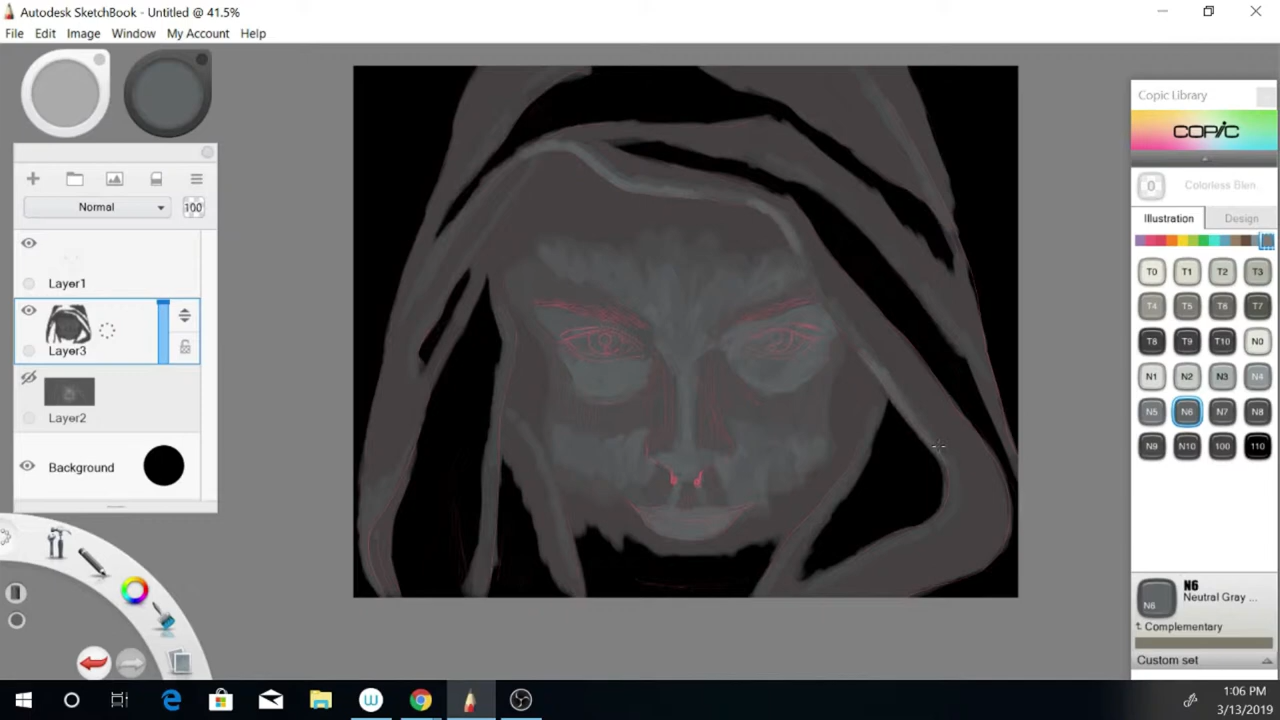 Autodesk SketchBook - Untitled @ 41.5%
File Edit Image Window My Account Help
Copic Library
COPIC
0 Colorless Blen.
Normal 100
Illustration Design
Layer1
T0 T1 T2 T3
T4 T5 T6 T7
Layer3
T8 T9 T10 N0
N1 N2 N3 N4
Layer2
N5 N6 N7 N8
N9 N10 100 110
Background
N6
N6 Neutral Gray ...
Complementary
Custom set
1:06 PM
3/13/2019